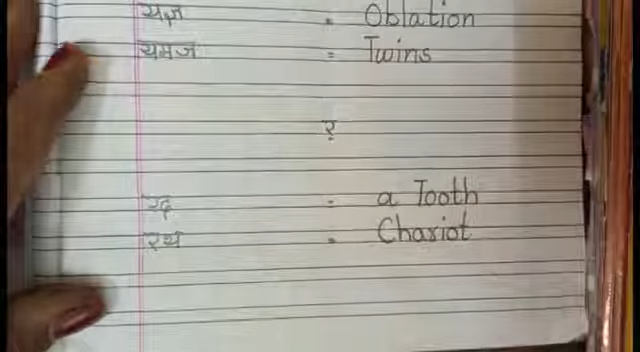 यज्ञ = Oblation
यमज = Twins
र
रद = a Tooth
रथ = Chariot